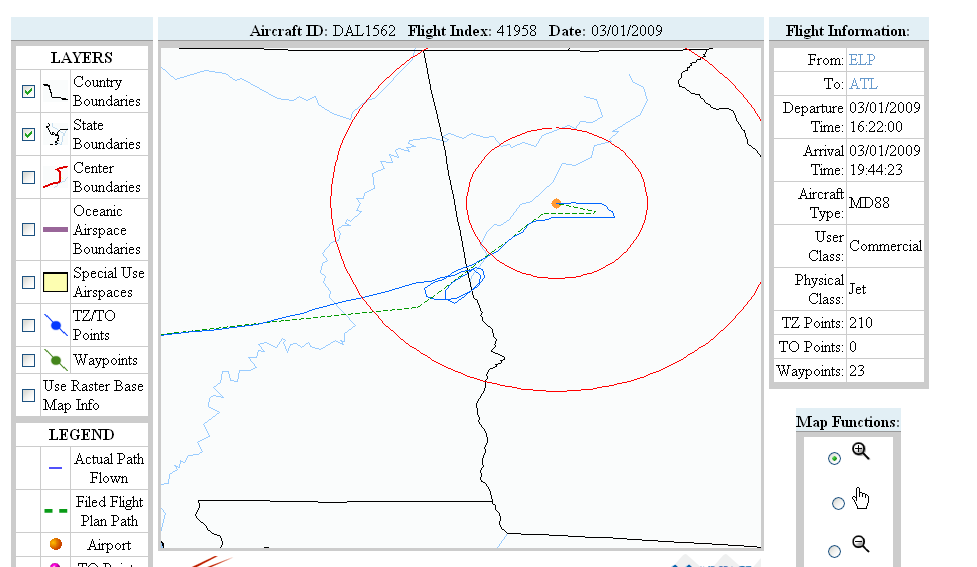 Aircraft ID: DAL1562 Flight Index: 41958 Date: 03/01/2009
LAYERS
Country
Boundaries
State
Boundaries
Center
Boundaries
Oceanic
Airspace
Boundaries
Special Use
Airspaces
TZ/TO
Points
Waypoints
Use Raster Base
Map Info
LEGEND
Actual Path
Flown
Filed Flight
Plan Path
Airport
Flight Information:
From: ELP
To: ATL
Departure Time: 03/01/2009
16:22:00
Arrival Time: 03/01/2009
19:44:23
Aircraft Type: MD88
User Class: Commercial
Physical Class: Jet
TZ Points: 210
TO Points: 0
Waypoints: 23
Map Functions: